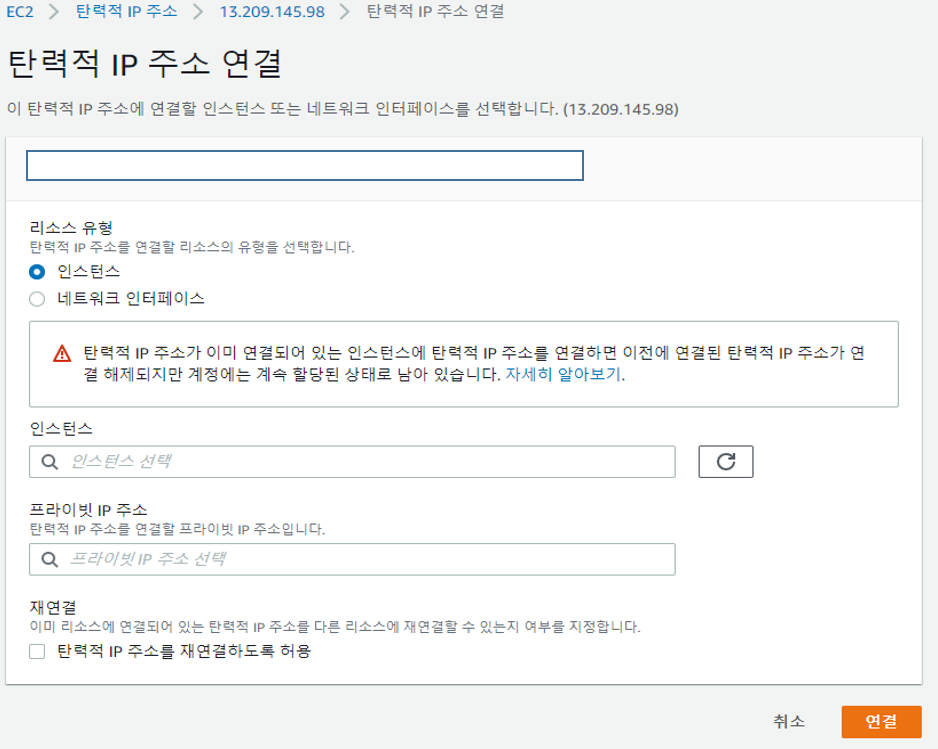 EC2 > 탄력적 IP 주소 > 13.209.145.98 > 탄력적 IP 주소 연결
탄력적 IP 주소 연결
이 탄력적 IP 주소에 연결할 인스턴스 또는 네트워크 인터페이스를 선택합니다. (13.209.145.98)
리소스 유형
탄력적 IP 주소를 연결할 리소스의 유형을 선택합니다.
인스턴스
네트워크 인터페이스
탄력적 IP 주소가 이미 연결되어 있는 인스턴스에 탄력적 IP 주소를 연결하면 이전에 연결된 탄력적 IP 주소가 연
결 해제되지만 계정에는 계속 할당된 상태로 남아 있습니다. 자세히 알아보기.
인스턴스
인스턴스 선택
프라이빗 IP 주소
탄력적 IP 주소를 연결할 프라이빗 IP 주소입니다.
프라이빗 IP 주소 선택
재연결
이미 리소스에 연결되어 있는 탄력적 IP 주소를 다른 리소스에 재연결할 수 있는지 여부를 지정합니다.
탄력적 IP 주소를 재연결하도록 허용
취소 연결